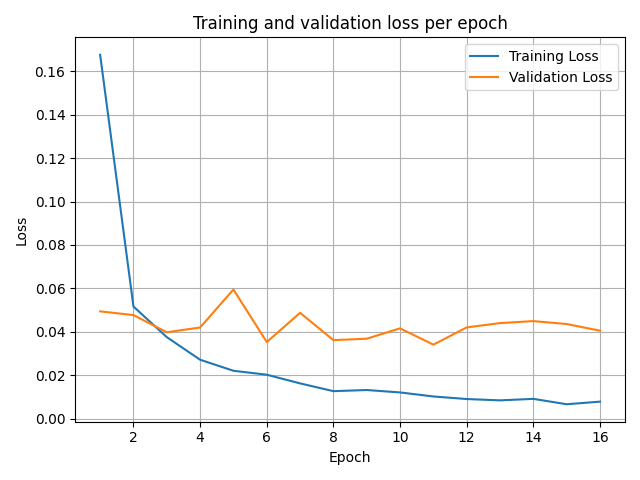 Training and validation loss per epoch
Training Loss
Validation Loss
0.16
0.14
0.12
0.10
0.08
0.06
0.04
0.02
0.00
Loss
2 4 6 8 10 12 14 16
Epoch